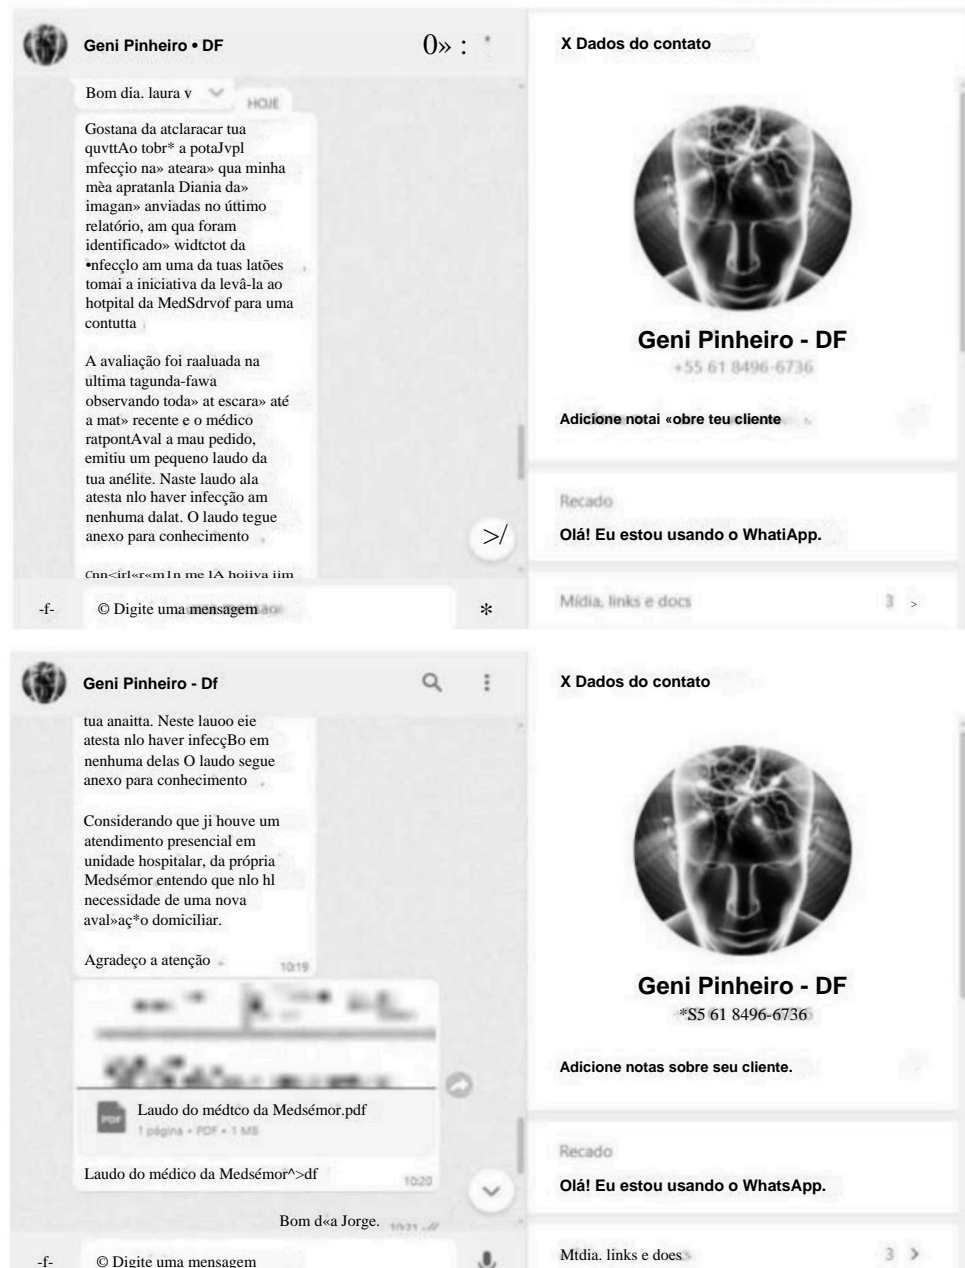 Geni Pinheiro • DF
0» :
X Dados do contato
Bom dia. laura v
HOJE
Gostana da atclaracar tua
quvttAo tobr* a potaJvpl
mfecçio na» ateara» qua minha
mèa apratanla Diania da»
imagan» anviadas no úttimo
relatório, am qua foram
identificado» widtctot da
•nfecçlo am uma da tuas latões
tomai a iniciativa da levâ-la ao
hotpital da MedSdrvof para uma
contutta
A avaliação foi raaluada na
ultima tagunda-fawa
observando toda» at escara» até
a mat» recente e o médico
ratpontAval a mau pedido,
emitiu um pequeno laudo da
tua anélite. Naste laudo ala
atesta nlo haver infecção am
nenhuma dalat. O laudo tegue
anexo para conhecimento
Cnn<írl«r«m1n me lA hojiva iim
>/
-f-
© Digite uma mensagem
*
Geni Pinheiro - DF
+55 61 8496-6736
Adicione notai «obre teu cliente
Recado
Olá! Eu estou usando o WhatiApp.
Mídia, links e docs
3 >
Geni Pinheiro - Df
X Dados do contato
tua anaitta. Neste lauoo eie
atesta nlo haver infecçBo em
nenhuma delas O laudo segue
anexo para conhecimento
Considerando que ji houve um
atendimento presencial em
unidade hospitalar, da própria
Medsémor entendo que nlo hl
necessidade de uma nova
aval»aç*o domiciliar.
Agradeço a atenção
10:19
PDF
Laudo do médtco da Medsémor.pdf
1 página • PDF • 1 MB
Laudo do médico da Medsémor^>df
10:20
Bom d«a Jorge.
10:21
-f-
© Digite uma mensagem
Geni Pinheiro - DF
*S5 61 8496-6736
Adicione notas sobre seu cliente.
Recado
Olá! Eu estou usando o WhatsApp.
Mtdia. links e does
3 >